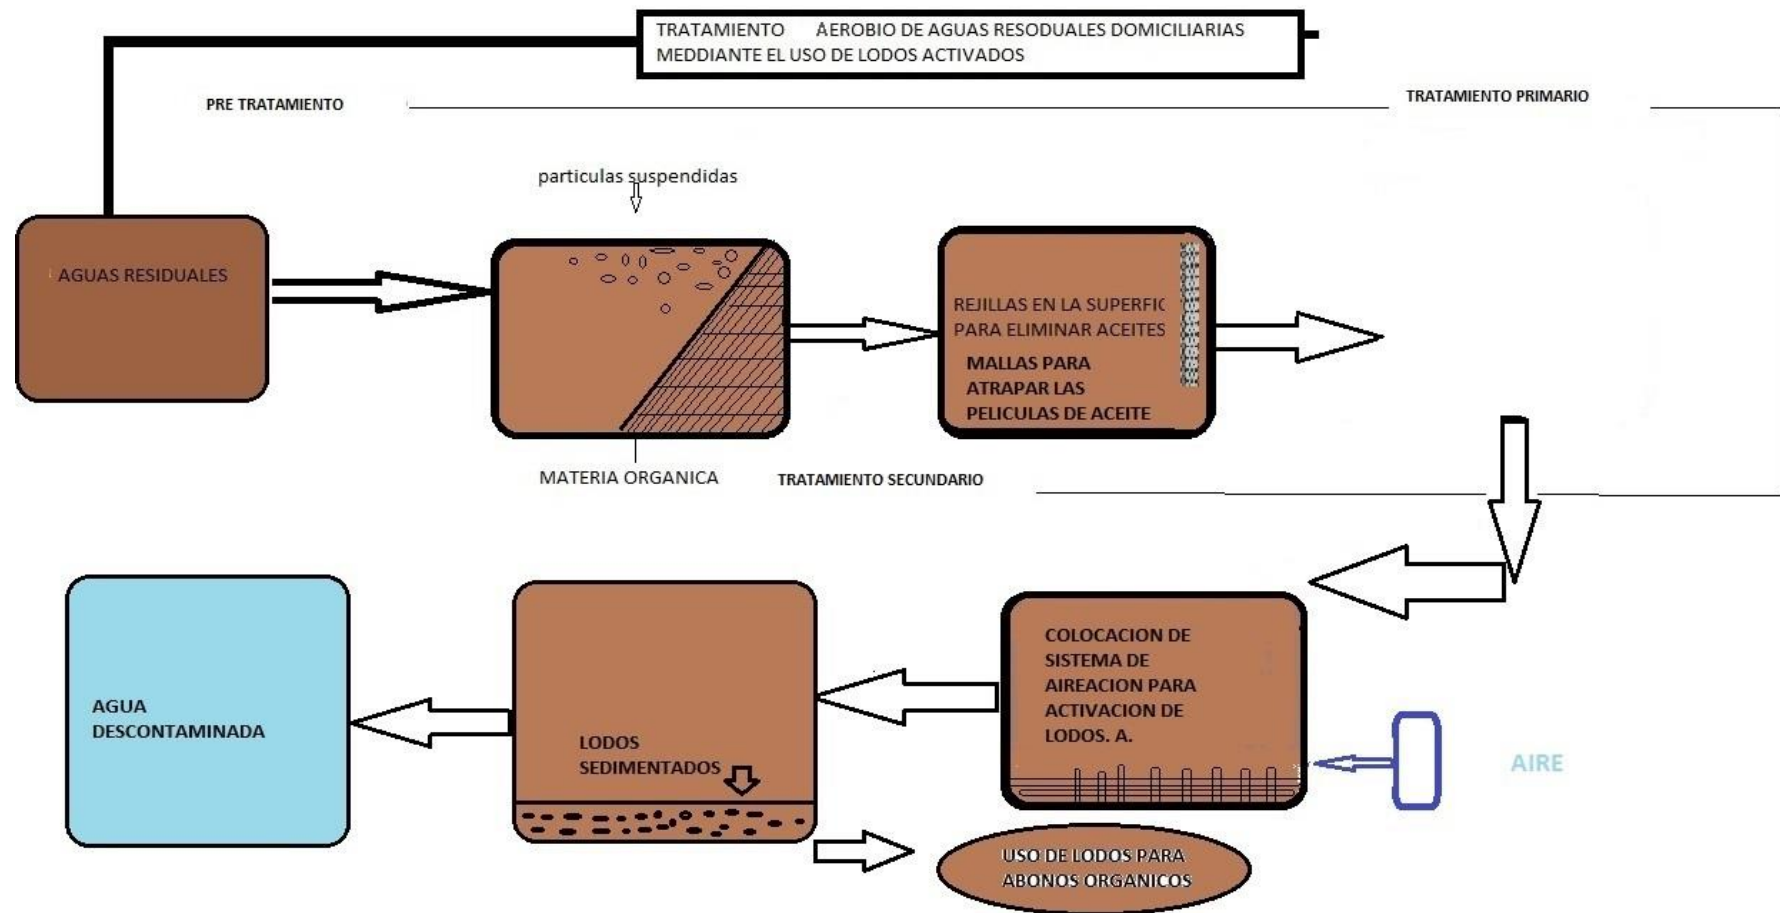 TRATAMIENTO AEROBIO DE AGUAS RESODUALES DOMICILIARIAS
MEDDIANTE EL USO DE LODOS ACTIVADOS
PRE TRATAMIENTO
TRATAMIENTO PRIMARIO
particulas suspendidas
AGUAS RESIDUALES
REJILLAS EN LA SUPERFIC
PARA ELIMINAR ACEITES
MALLAS PARA
ATRAPAR LAS
PELICULAS DE ACEITE
MATERIA ORGANICA
TRATAMIENTO SECUNDARIO
AGUA
DESCONTAMINADA
LODOS
SEDIMENTADOS
COLOCACION DE
SISTEMA DE
AIREACION PARA
ACTIVACION DE
LODOS. A.
AIRE
USO DE LODOS PARA
ABONOS ORGANICOS